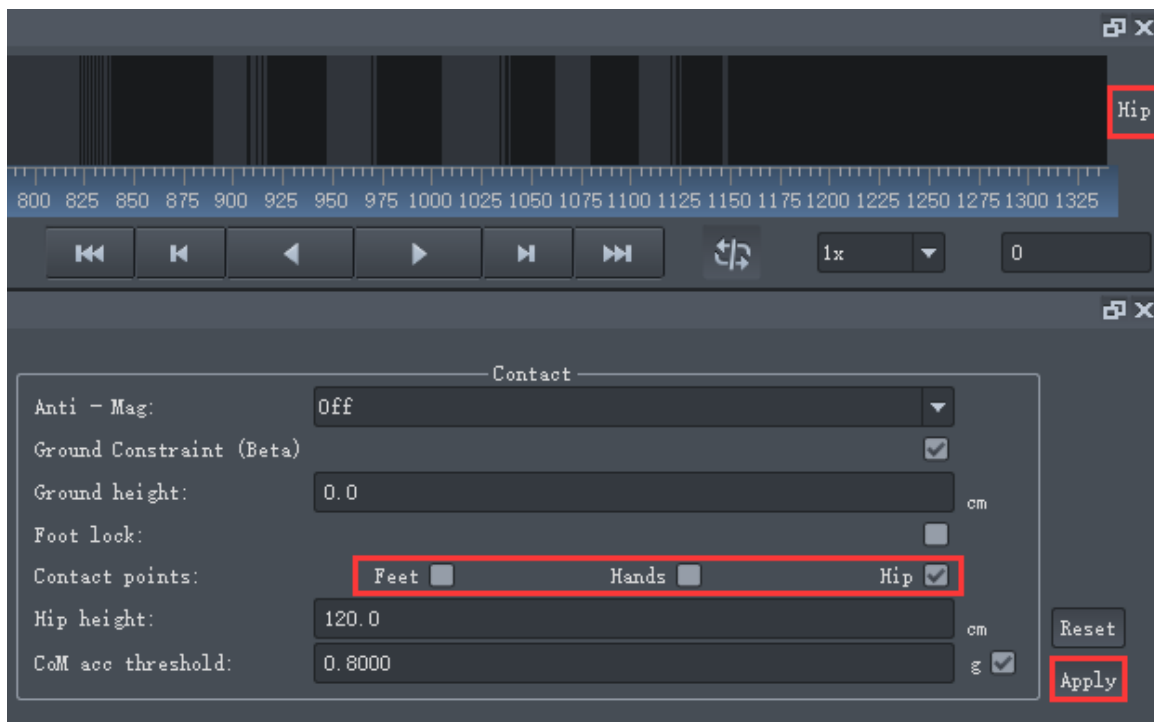 Hip
800 825 850 875 900 925 950 975 1000 1025 1050 1075 1100 1125 1150 1175 1200 1225 1250 1275 1300 1325
1x 0
Contact
Anti - Mag: Off
Ground Constraint (Beta)
Ground height: 0.0 cm
Foot lock:
Contact points: Feet Hands Hip
Hip height: 120.0 cm
Reset
CoM acc threshold: 0.8000 g
Apply